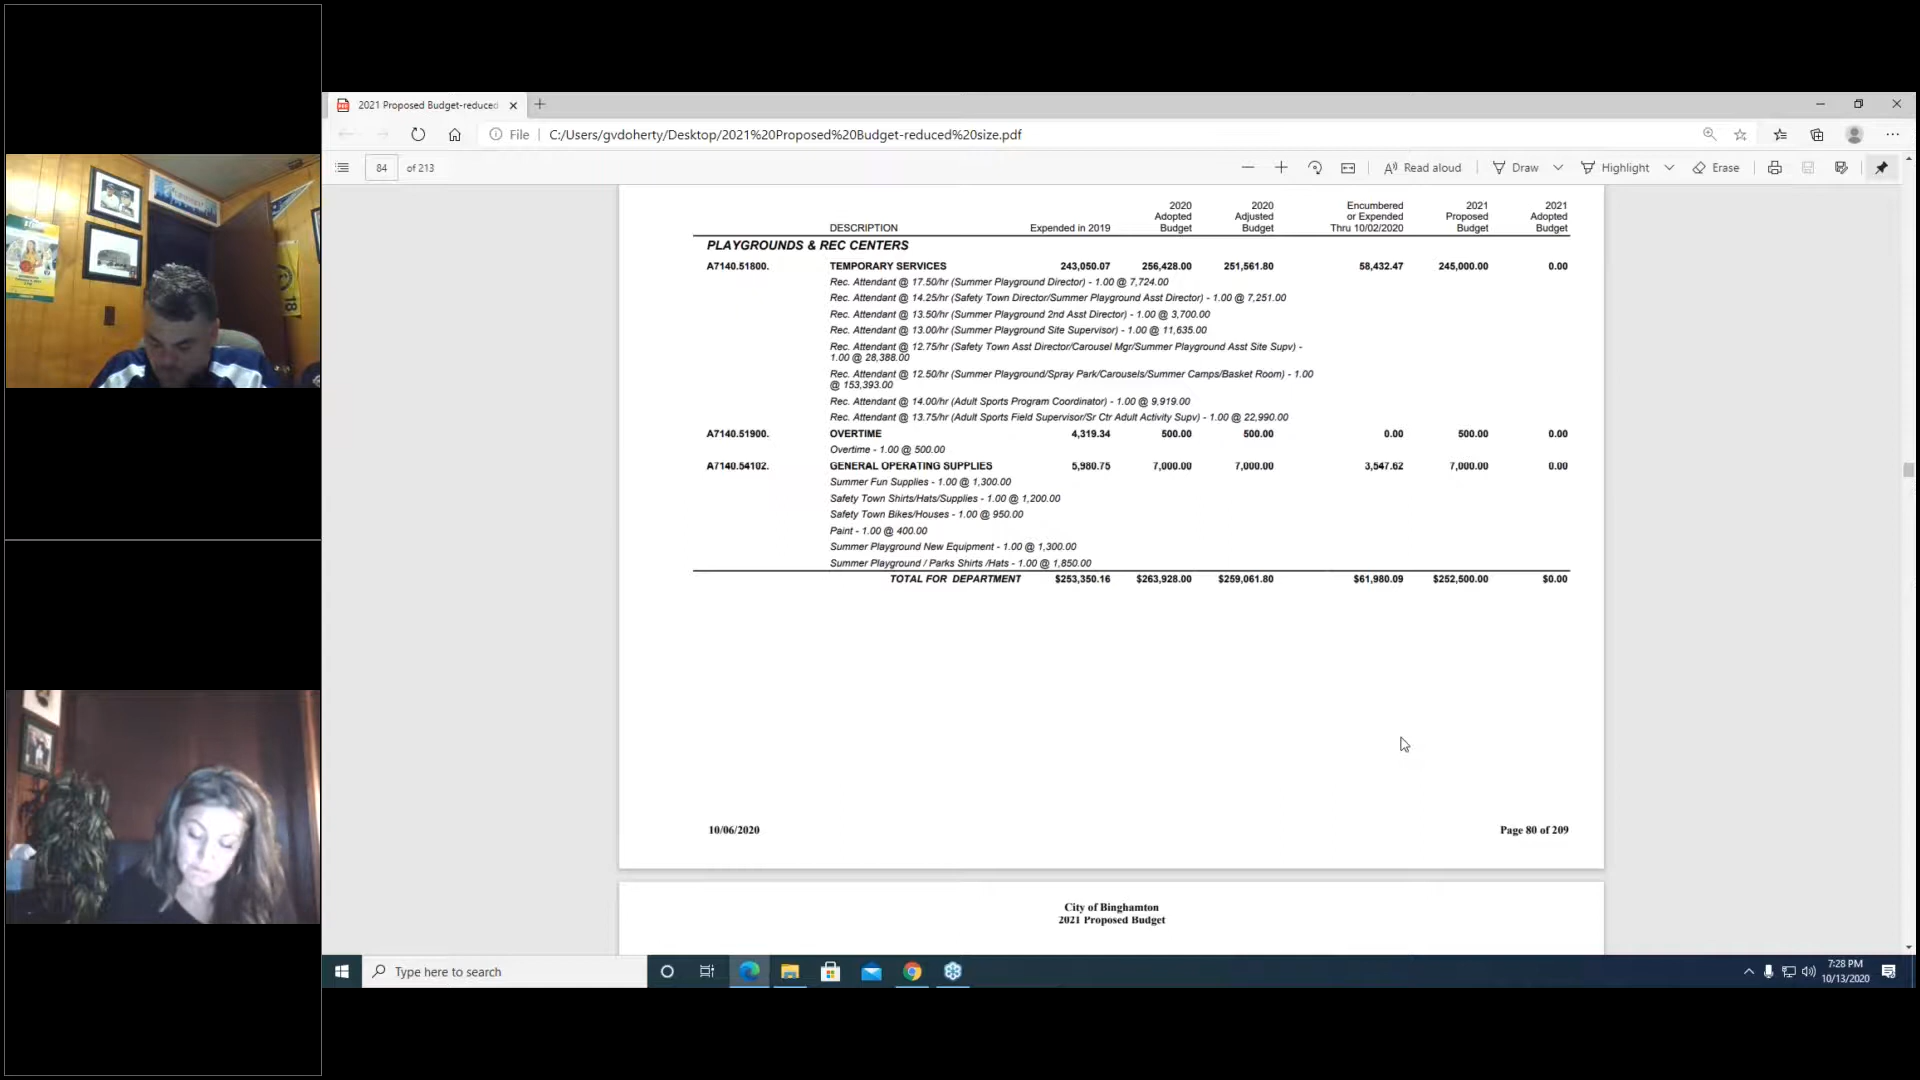 2021 Proposed Budget-reduced
File C:/Users/gvdoherty/Desktop/2021%20Proposed%20Budget-reduced%20size.pdf
84 of 213
Read aloud Draw Highlight Erase
DESCRIPTION Expended in 2019 2020 Adopted Budget 2020 Adjusted Budget Encumbered or Expended Thru 10/02/2020 2021 Proposed Budget 2021 Adopted Budget
PLAYGROUNDS & REC CENTERS
A7140.51800. TEMPORARY SERVICES 243,050.07 256,428.00 251,561.80 58,432.47 245,000.00 0.00
Rec. Attendant @ 17.50/hr (Summer Playground Director) - 1.00 @ 7,724.00
Rec. Attendant @ 14.25/hr (Safety Town Director/Summer Playground Asst Director) - 1.00 @ 7,251.00
Rec. Attendant @ 13.50/hr (Summer Playground 2nd Asst Director) - 1.00 @ 3,700.00
Rec. Attendant @ 13.00/hr (Summer Playground Site Supervisor) - 1.00 @ 11,635.00
Rec. Attendant @ 12.75/hr (Safety Town Asst Director/Carousel Mgr/Summer Playground Asst Site Supv) -
1.00 @ 28,388.00
Rec. Attendant @ 12.50/hr (Summer Playground/Spray Park/Carousels/Summer Camps/Basket Room) - 1.00
@ 153,393.00
Rec. Attendant @ 14.00/hr (Adult Sports Program Coordinator) - 1.00 @ 9,919.00
Rec. Attendant @ 13.75/hr (Adult Sports Field Supervisor/Sr Ctr Adult Activity Supv) - 1.00 @ 22,990.00
A7140.51900. OVERTIME 4,319.34 500.00 500.00 0.00 500.00 0.00
Overtime - 1.00 @ 500.00
A7140.54102. GENERAL OPERATING SUPPLIES 5,980.75 7,000.00 7,000.00 3,547.62 7,000.00 0.00
Summer Fun Supplies - 1.00 @ 1,300.00
Safety Town Shirts/Hats/Supplies - 1.00 @ 1,200.00
Safety Town Bikes/Houses - 1.00 @ 950.00
Paint - 1.00 @ 400.00
Summer Playground New Equipment - 1.00 @ 1,300.00
Summer Playground / Parks Shirts /Hats - 1.00 @ 1,850.00
TOTAL FOR DEPARTMENT $253,350.16 $263,928.00 $259,061.80 $61,980.09 $252,500.00 $0.00
10/06/2020 Page 80 of 209
City of Binghamton
2021 Proposed Budget
Type here to search
7:28 PM
10/13/2020